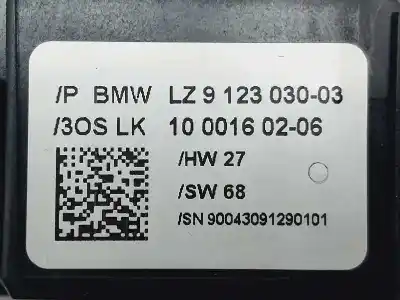 /P BMW LZ 9 123 030-03
/3OS LK 10 0016 02-06
/HW 27
/SW 68
/SN 90043091290101